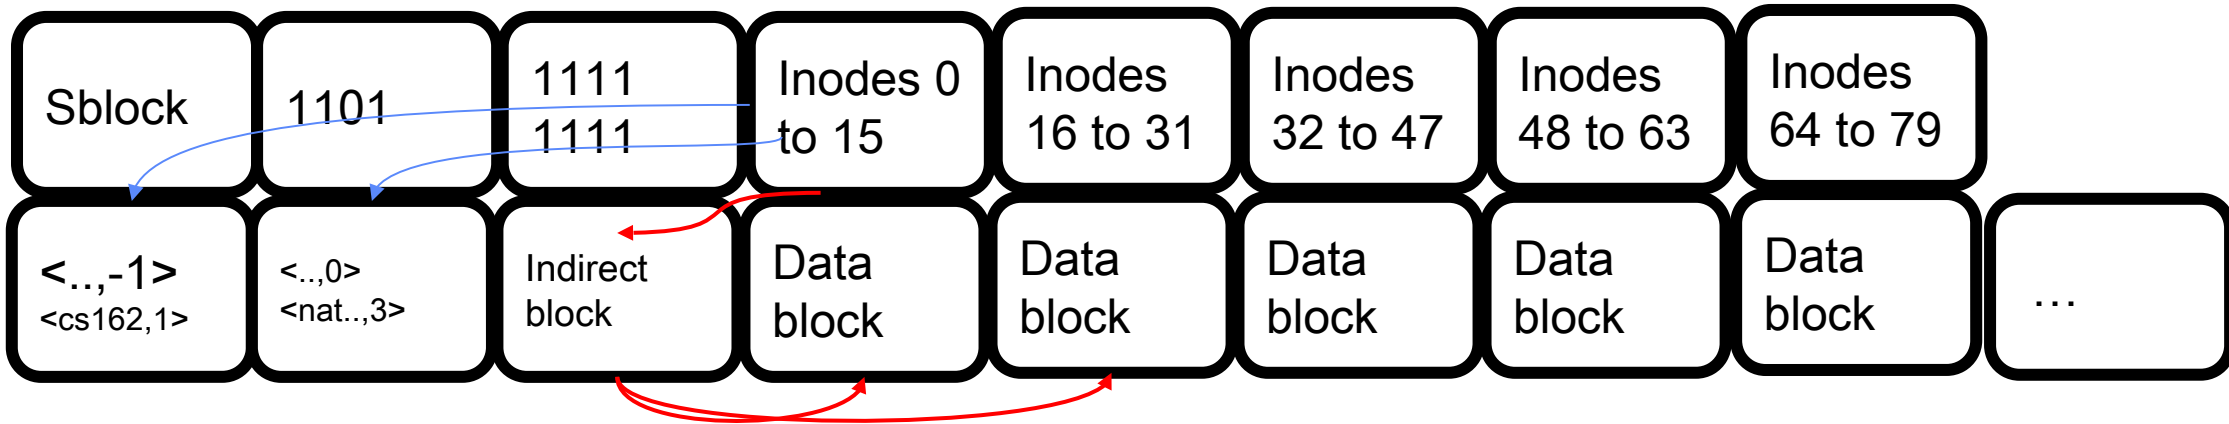 Sblock
1101
1111
1111
Inodes 0
to 15
Inodes
16 to 31
Inodes
32 to 47
Inodes
48 to 63
Inodes
64 to 79
<..,-1>
<cs162,1>
<..,0>
<nat..,3>
Indirect
block
Data
block
Data
block
Data
block
Data
block
Data
block
...